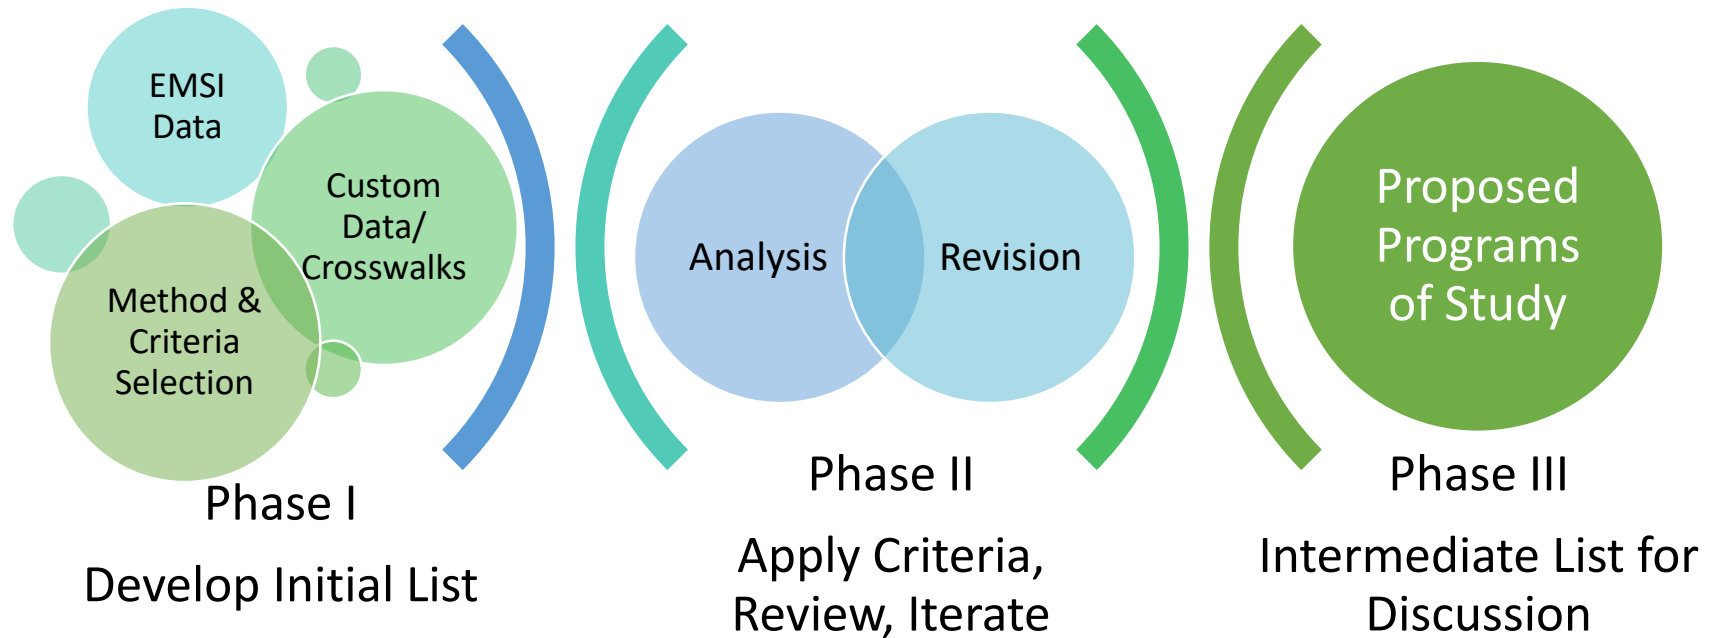 EMSI
Data
Custom
Data/
Crosswalks
Method &
Criteria
Selection
Phase I
Develop Initial List
Analysis
Revision
Phase II
Apply Criteria,
Review, Iterate
Proposed
Programs
of Study
Phase III
Intermediate List for
Discussion